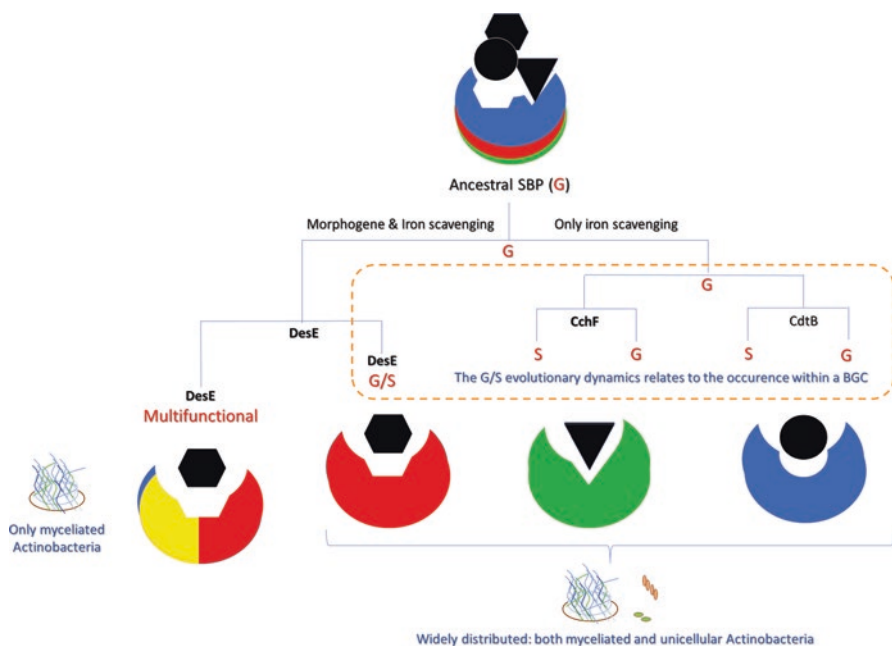 Ancestral SBP (G)
Morphogene & Iron scavenging
Only iron scavenging
G
G
DesE
CchF
CdtB
DesE
G/S
S
G
S
G
The G/S evolutionary dynamics relates to the occurence within a BGC
DesE
Multifunctional
Only myceliated
Actinobacteria
Widely distributed: both myceliated and unicellular Actinobacteria